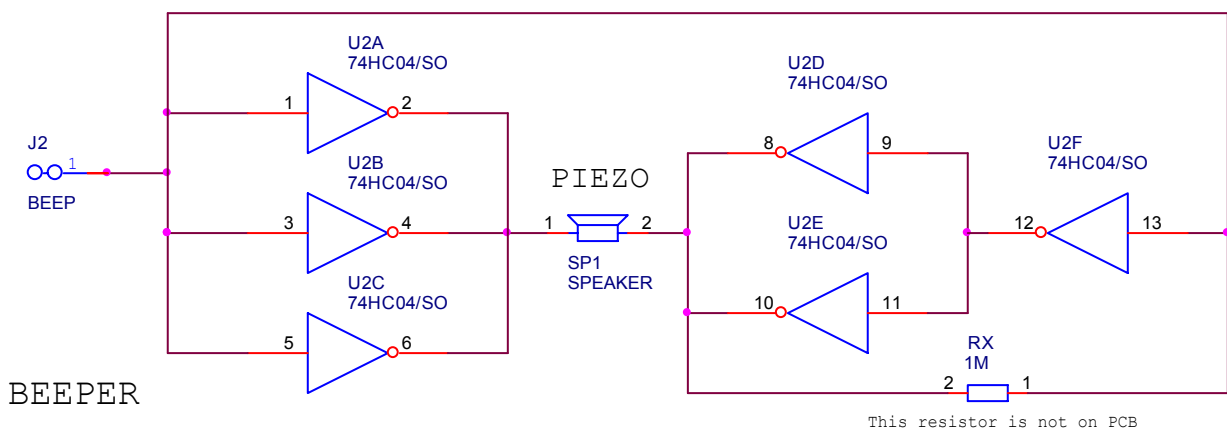 U2A
74HC04/SO
1
2
J2
1
BEEP
U2B
74HC04/SO
3
4
U2C
74HC04/SO
5
6
BEEPER
PIEZO
1
2
SP1
SPEAKER
U2D
74HC04/SO
8
9
U2E
74HC04/SO
10
11
U2F
74HC04/SO
12
13
RX
1M
2
1
This resistor is not on PCB